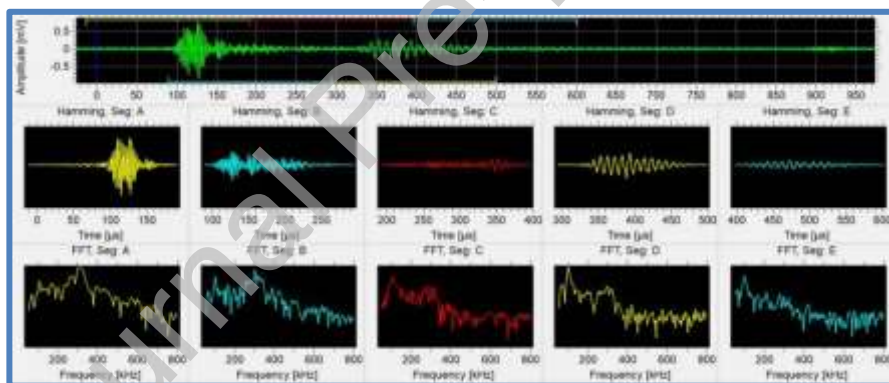 Amplitude [mV]
0.5
0
-0.5
0 50 100 150 200 250 300 350 400 450 500 550 600 650 700 750 800 850 900 950
Hamming, Seg: A Hamming, Seg: B Hamming, Seg: C Hamming, Seg: D Hamming, Seg: E
0 50 100 150 100 150 200 250 200 250 300 350 400 300 350 400 450 500 400 450 500 550 600
Time [µs] Time [µs] Time [µs] Time [µs] Time [µs]
FFT, Seg: A FFT, Seg: B FFT, Seg: C FFT, Seg: D FFT, Seg: E
200 400 600 800 200 400 600 800 200 400 600 800 200 400 600 800 200 400 600 800
Frequency [kHz] Frequency [kHz] Frequency [kHz] Frequency [kHz] Frequency [kHz]